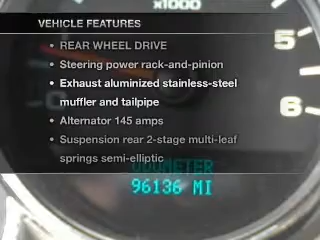 x1000
VEHICLE FEATURES
• REAR WHEEL DRIVE
• Steering power rack-and-pinion
• Exhaust aluminized stainless-steel
muffler and tailpipe
• Alternator 145 amps
• Suspension rear 2-stage multi-leaf
springs semi-elliptic
5
6
ODOMETER
96136 MI